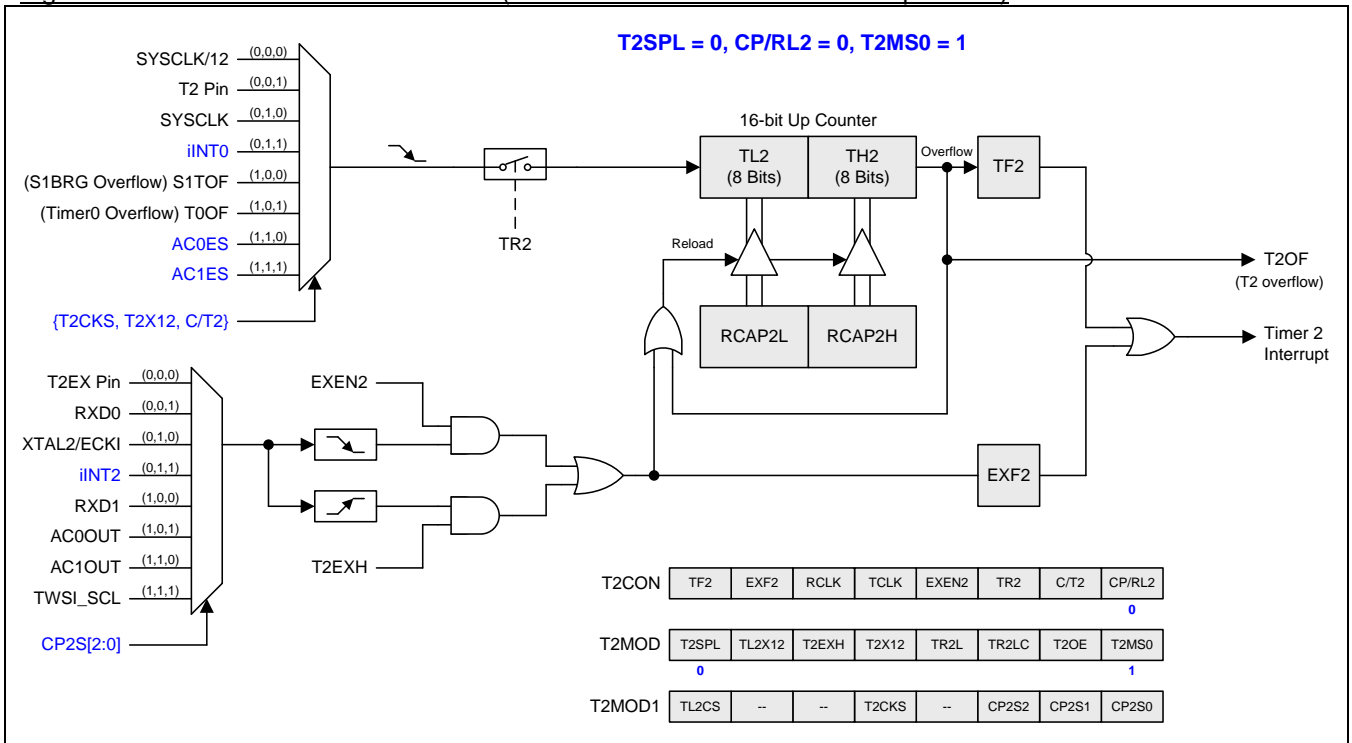 T2SPL = 0, CP/RL2 = 0, T2MS0 = 1
SYSCLK/12 (0,0,0)
T2 Pin (0,0,1)
SYSCLK (0,1,0)
iINT0 (0,1,1)
(S1BRG Overflow) S1TOF (1,0,0)
(Timer0 Overflow) T0OF (1,0,1)
AC0ES (1,1,0)
AC1ES (1,1,1)
{T2CKS, T2X12, C/T2}
TR2
16-bit Up Counter
TL2 TH2
(8 Bits) (8 Bits)
Overflow
TF2
Reload
RCAP2L RCAP2H
T2OF
(T2 overflow)
Timer 2
Interrupt
T2EX Pin (0,0,0)
RXD0 (0,0,1)
XTAL2/ECKI (0,1,0)
iINT2 (0,1,1)
RXD1 (1,0,0)
AC0OUT (1,0,1)
AC1OUT (1,1,0)
TWSI_SCL (1,1,1)
CP2S[2:0]
EXEN2
T2EXH
EXF2
T2CON TF2 EXF2 RCLK TCLK EXEN2 TR2 C/T2 CP/RL2
0
T2MOD T2SPL TL2X12 T2EXH T2X12 TR2L TR2LC T2OE T2MS0
0 1
T2MOD1 TL2CS -- -- T2CKS -- CP2S2 CP2S1 CP2S0